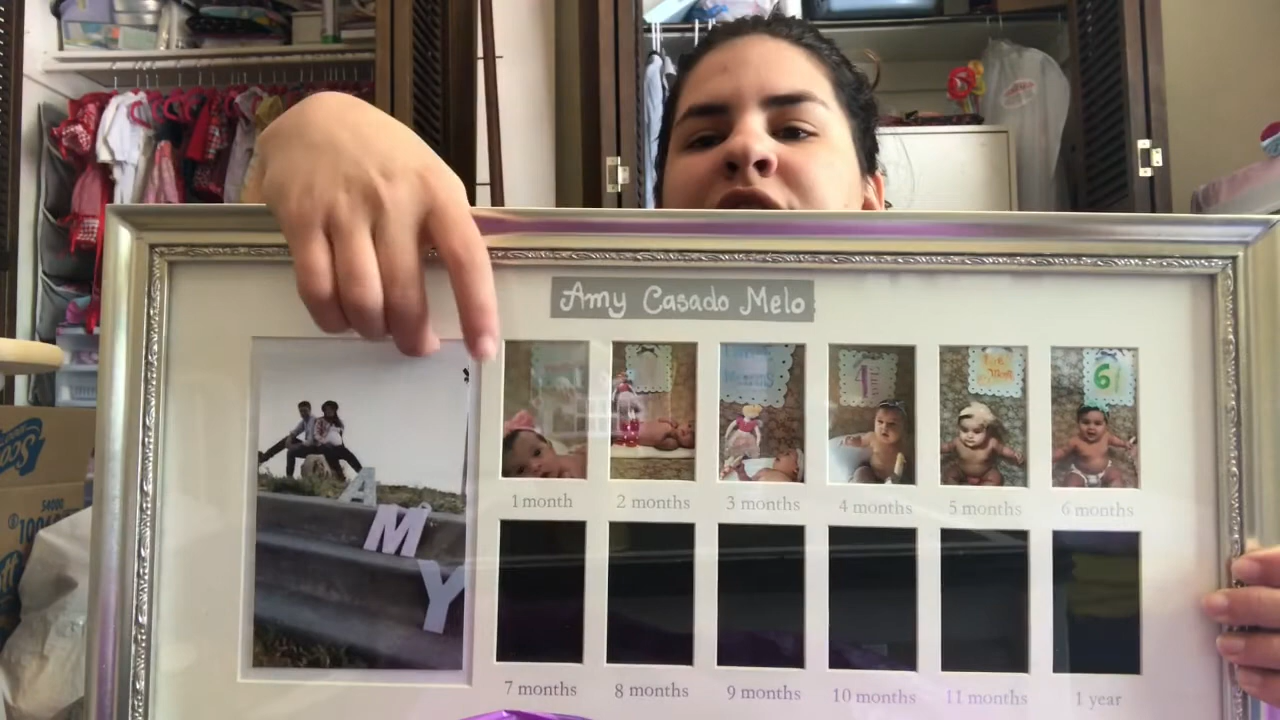 Amy Casado Melo
A
M
Y
6
1 month
2 months
3 months
4 months
5 months
6 months
7 months
8 months
9 months
10 months
11 months
1 year